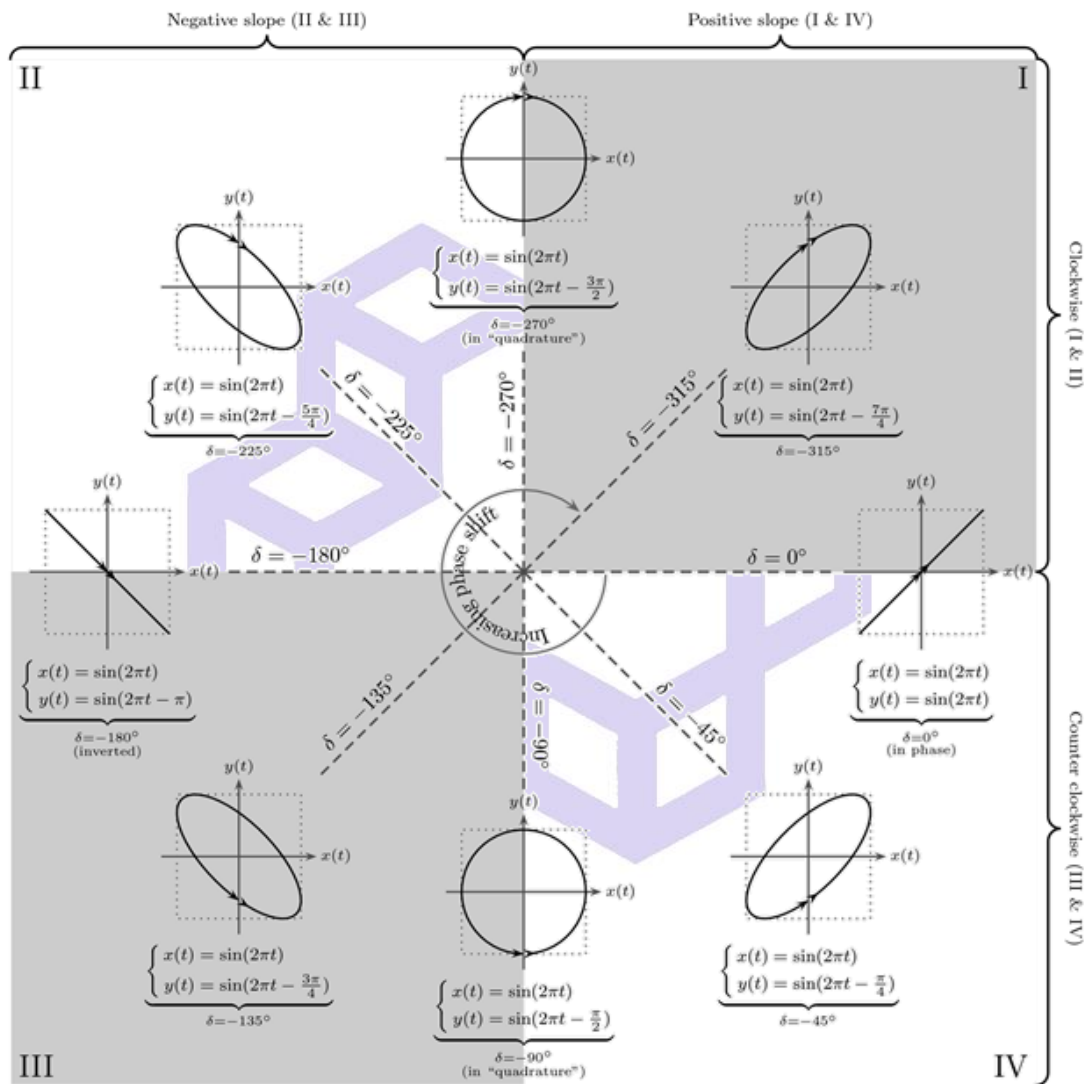 Negative slope (II & III)
Positive slope (I & IV)
II
I
y(t)
x(t)
{ x(t) = sin(2πt)
y(t) = sin(2πt − 3π/2)
δ=−270°
(in "quadrature")
y(t)
x(t)
{ x(t) = sin(2πt)
y(t) = sin(2πt − 5π/4)
δ=−225°
y(t)
x(t)
{ x(t) = sin(2πt)
y(t) = sin(2πt − 7π/4)
δ=−315°
Clockwise (I & II)
δ = −225°
δ = −270°
δ = −315°
y(t)
x(t)
δ = −180°
Increasing phase shift
δ = 0°
y(t)
x(t)
{ x(t) = sin(2πt)
y(t) = sin(2πt − π)
δ=−180°
(inverted)
δ = −135°
δ = −90°
δ = −45°
{ x(t) = sin(2πt)
y(t) = sin(2πt)
δ=0°
(in phase)
Counter clockwise (III & IV)
y(t)
x(t)
{ x(t) = sin(2πt)
y(t) = sin(2πt − 3π/4)
δ=−135°
y(t)
x(t)
{ x(t) = sin(2πt)
y(t) = sin(2πt − π/2)
δ=−90°
(in "quadrature")
y(t)
x(t)
{ x(t) = sin(2πt)
y(t) = sin(2πt − π/4)
δ=−45°
III
IV